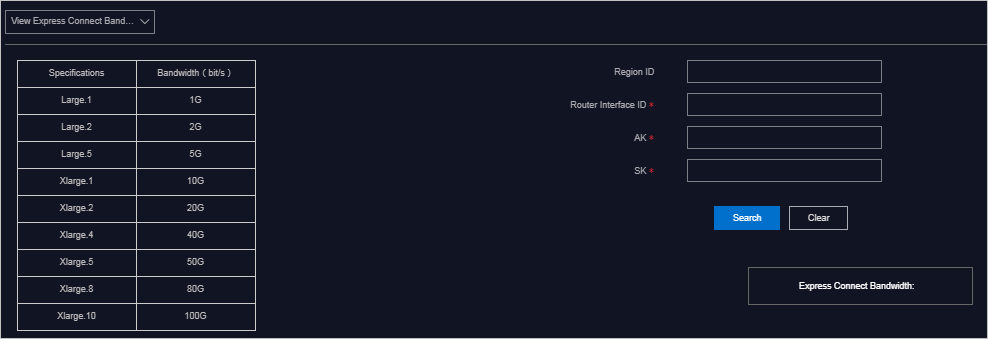 View Express Connect Band...
Specifications Bandwidth ( bit/s )
Large.1 1G
Large.2 2G
Large.5 5G
Xlarge.1 10G
Xlarge.2 20G
Xlarge.4 40G
Xlarge.5 50G
Xlarge.8 80G
Xlarge.10 100G
Region ID
Router Interface ID *
AK *
SK *
Search Clear
Express Connect Bandwidth: